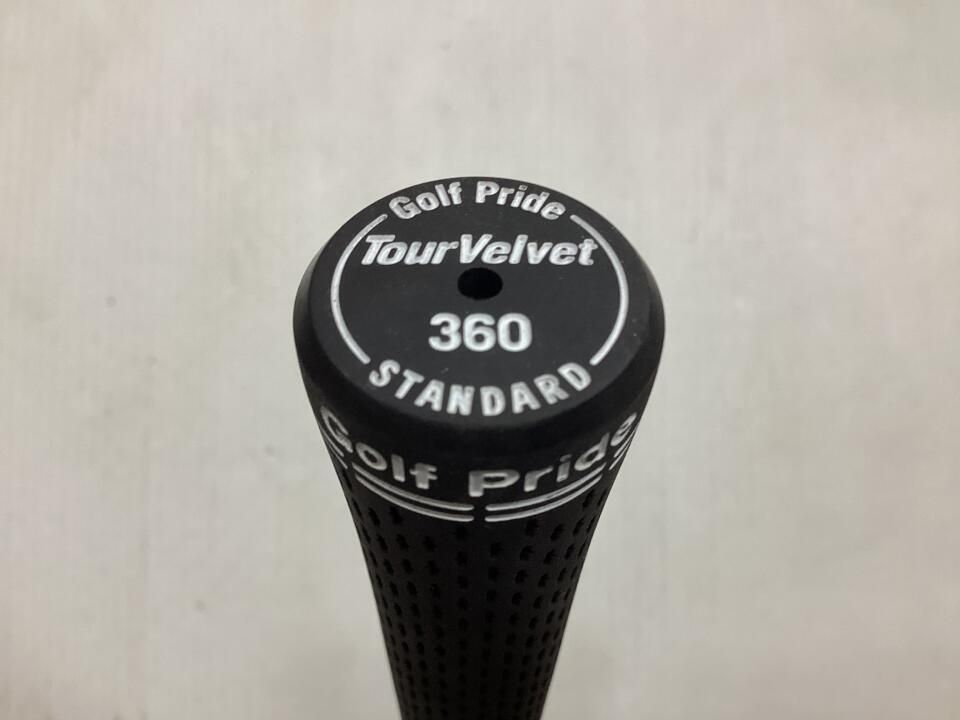 Golf Pride
TourVelvet
360
STANDARD
Golf Pride